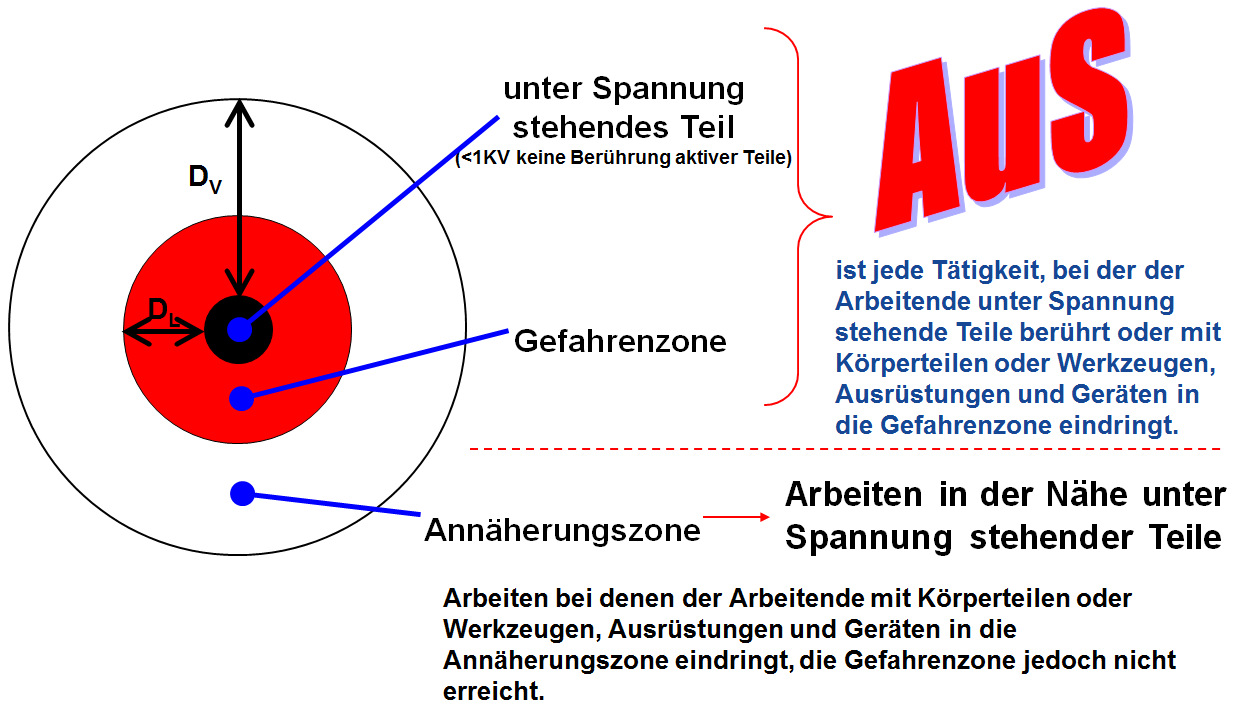 unter Spannung
stehendes Teil
(<1KV keine Berührung aktiver Teile)
AuS
D_V
D_L
ist jede Tätigkeit, bei der der
Arbeitende unter Spannung
stehende Teile berührt oder mit
Körperteilen oder Werkzeugen,
Ausrüstungen und Geräten in
die Gefahrenzone eindringt.
Gefahrenzone
Annäherungszone
Arbeiten in der Nähe unter
Spannung stehender Teile
Arbeiten bei denen der Arbeitende mit Körperteilen oder
Werkzeugen, Ausrüstungen und Geräten in die
Annäherungszone eindringt, die Gefahrenzone jedoch nicht
erreicht.